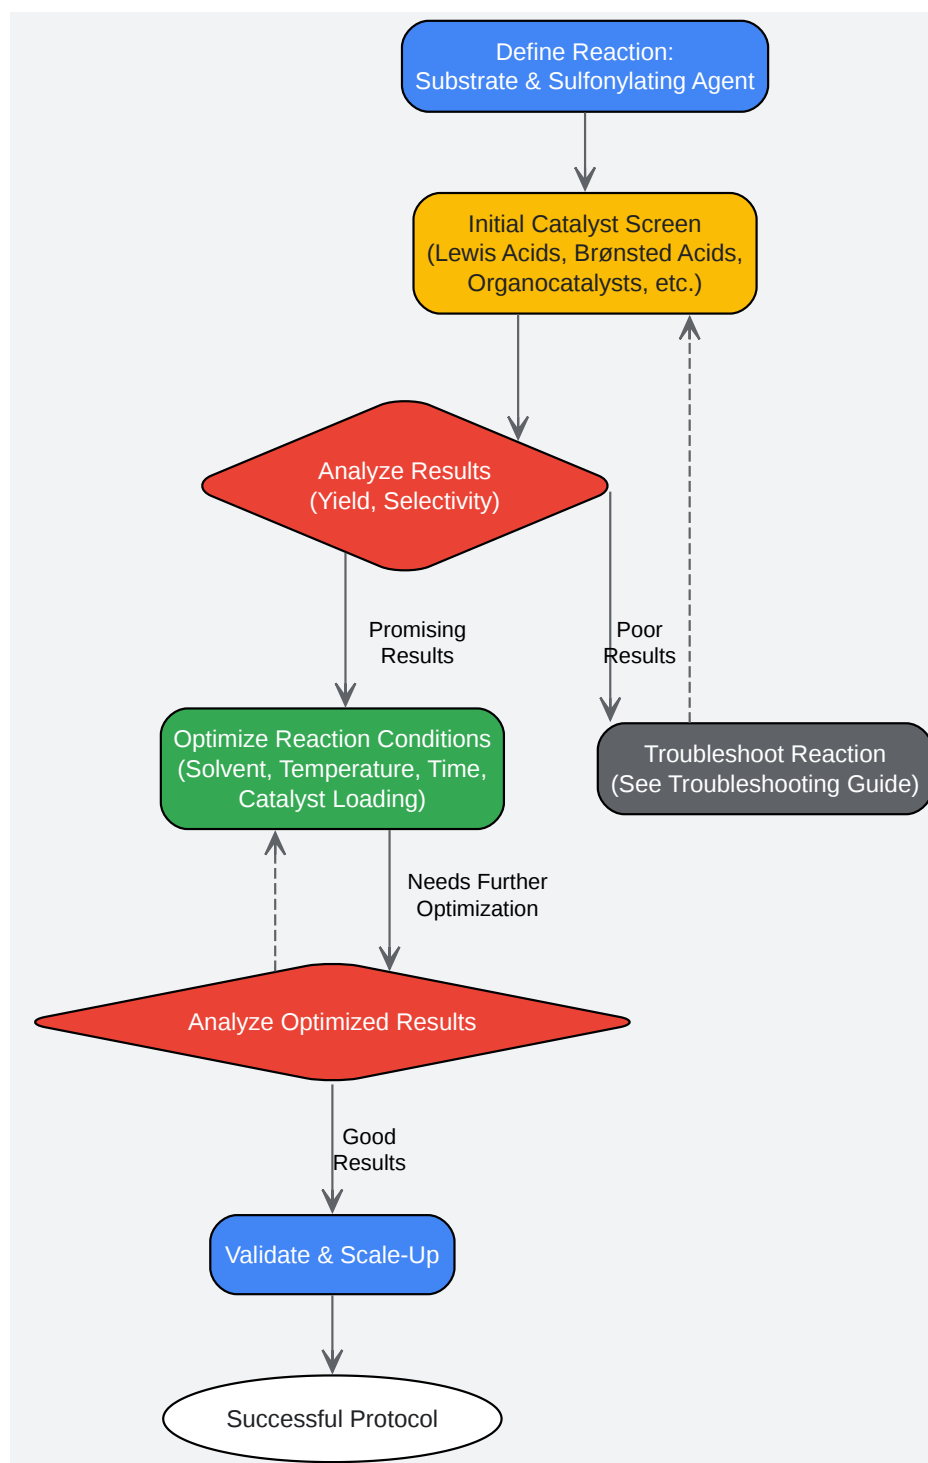 Define Reaction:
Substrate & Sulfonylating Agent
Initial Catalyst Screen
(Lewis Acids, Brønsted Acids,
Organocatalysts, etc.)
Analyze Results
(Yield, Selectivity)
Promising
Results
Poor
Results
Optimize Reaction Conditions
(Solvent, Temperature, Time,
Catalyst Loading)
Troubleshoot Reaction
(See Troubleshooting Guide)
Needs Further
Optimization
Analyze Optimized Results
Good
Results
Validate & Scale-Up
Successful Protocol